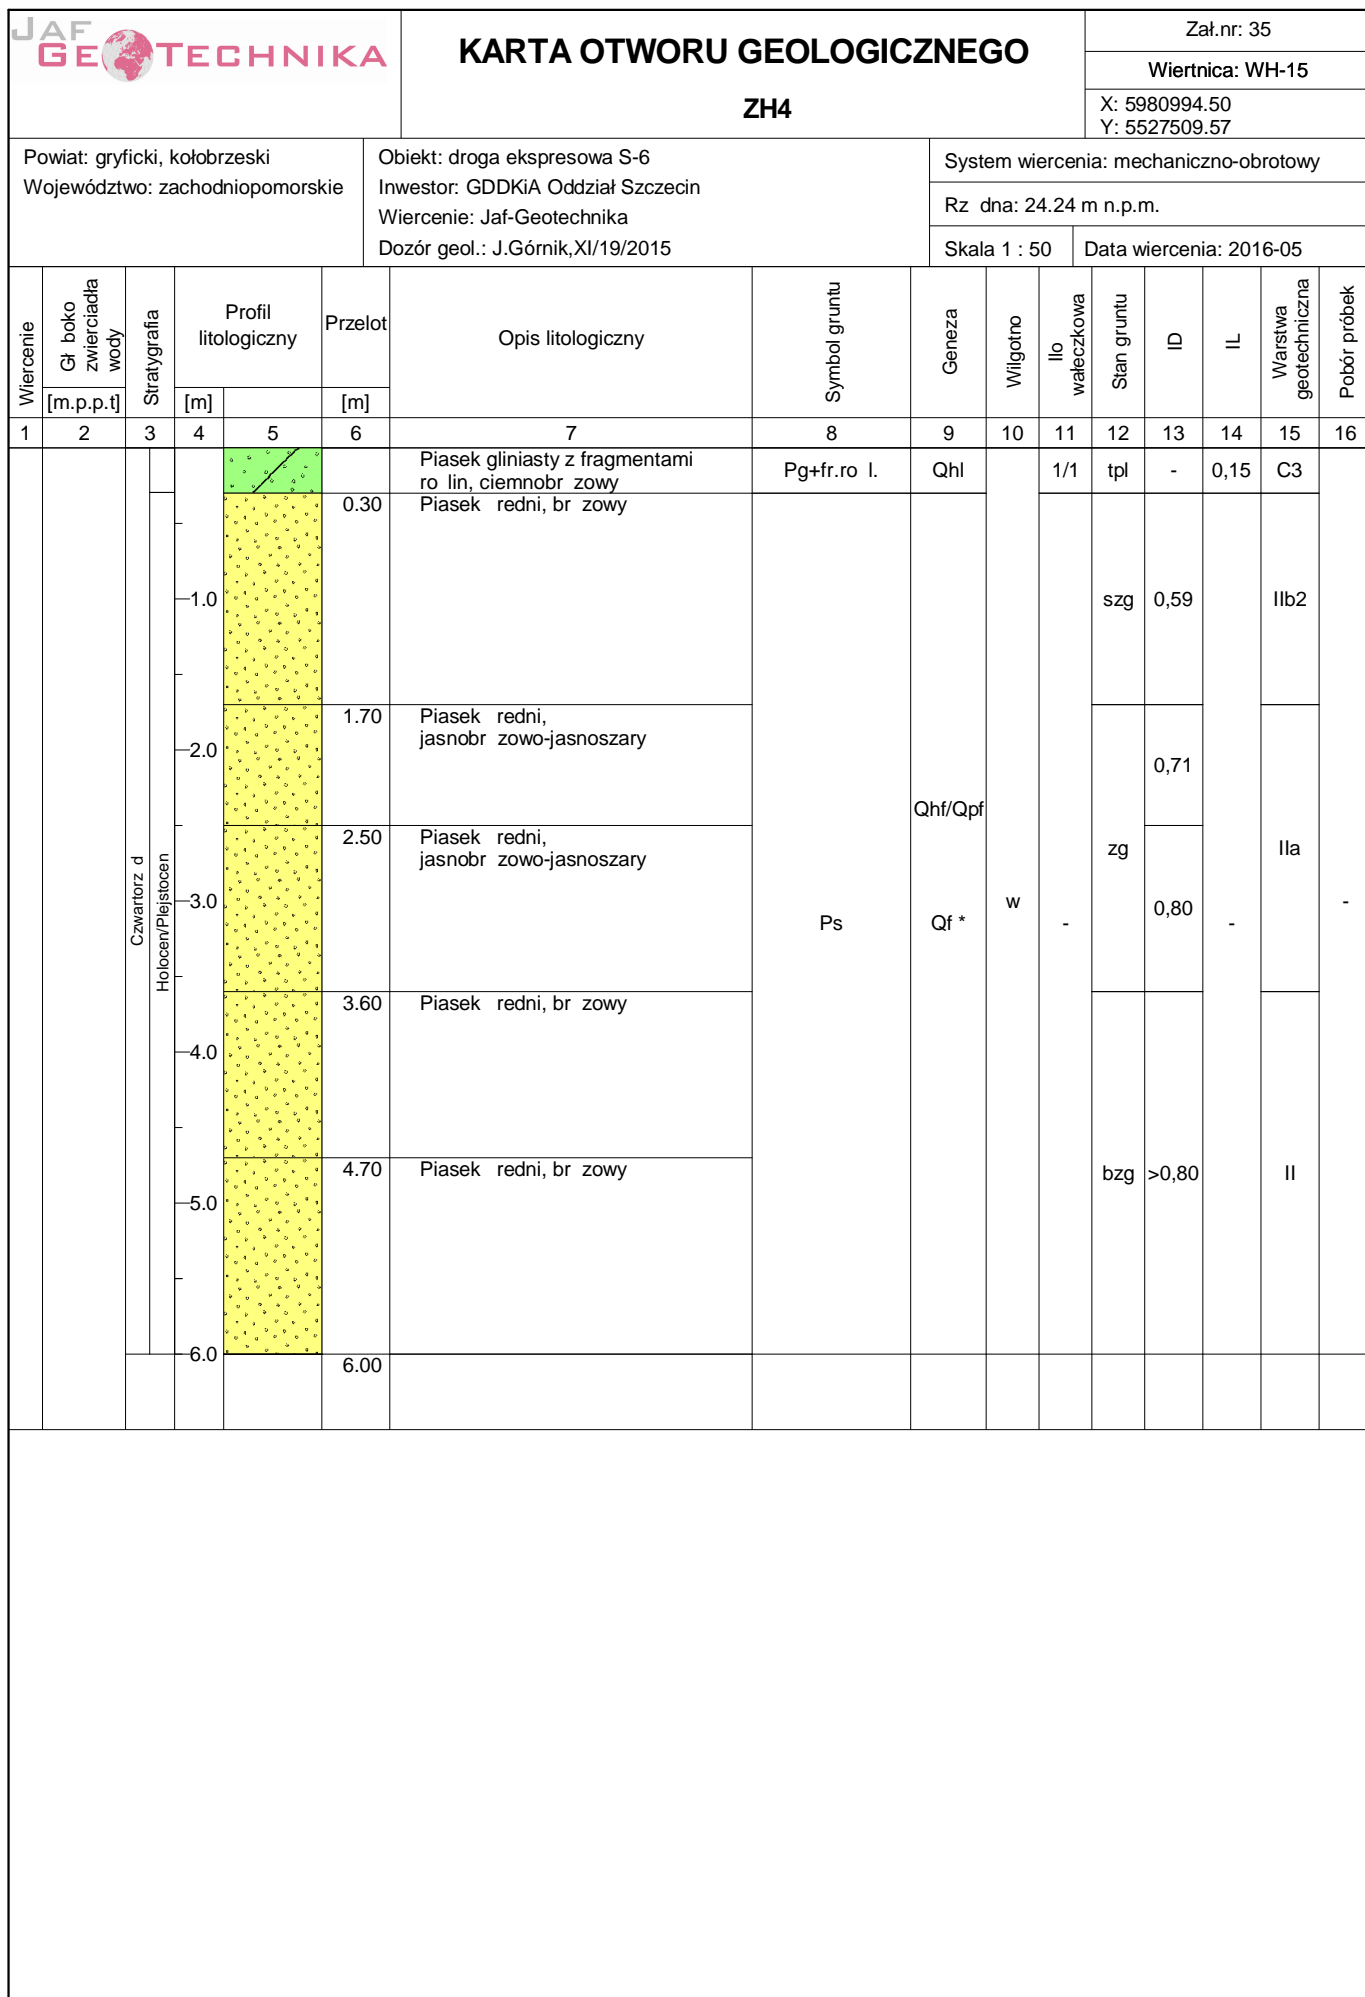 JAF
GEOTECHNIKA
KARTA OTWORU GEOLOGICZNEGO
ZH4
Zał.nr: 35
Wiertnica: WH-15
X: 5980994.50
Y: 5527509.57
Powiat: gryficki, kołobrzeski
Województwo: zachodniopomorskie
Obiekt: droga ekspresowa S-6
Inwestor: GDDKiA Oddział Szczecin
Wiercenie: Jaf-Geotechnika
Dozór geol.: J.Górnik,XI/19/2015
System wiercenia: mechaniczno-obrotowy
Rz dna: 24.24 m n.p.m.
Skala 1 : 50
Data wiercenia: 2016-05
Wiercenie
Gł boko
zwierciadła
wody
[m.p.p.t]
Stratygrafia
Profil
litologiczny
[m]
Przelot
[m]
Opis litologiczny
Symbol gruntu
Geneza
Wilgotno
Ilo
wałeczkowa
Stan gruntu
ID
IL
Warstwa
geotechniczna
Pobór próbek
1 2 3 4 5 6 7 8 9 10 11 12 13 14 15 16
Piasek gliniasty z fragmentami
ro lin, ciemnobr zowy
Pg+fr.ro l.
Qhl
1/1
tpl
-
0,15
C3
0.30
Piasek redni, br zowy
1.0
szg
0,59
IIb2
1.70
Piasek redni,
jasnobr zowo-jasnoszary
2.0
0,71
Qhf/Qpf
2.50
Piasek redni,
jasnobr zowo-jasnoszary
zg
IIa
Czwartorz d
Holocen/Plejstocen
3.0
Ps
Qf *
w
-
0,80
-
-
3.60
Piasek redni, br zowy
4.0
4.70
Piasek redni, br zowy
bzg
>0,80
II
5.0
6.0
6.00